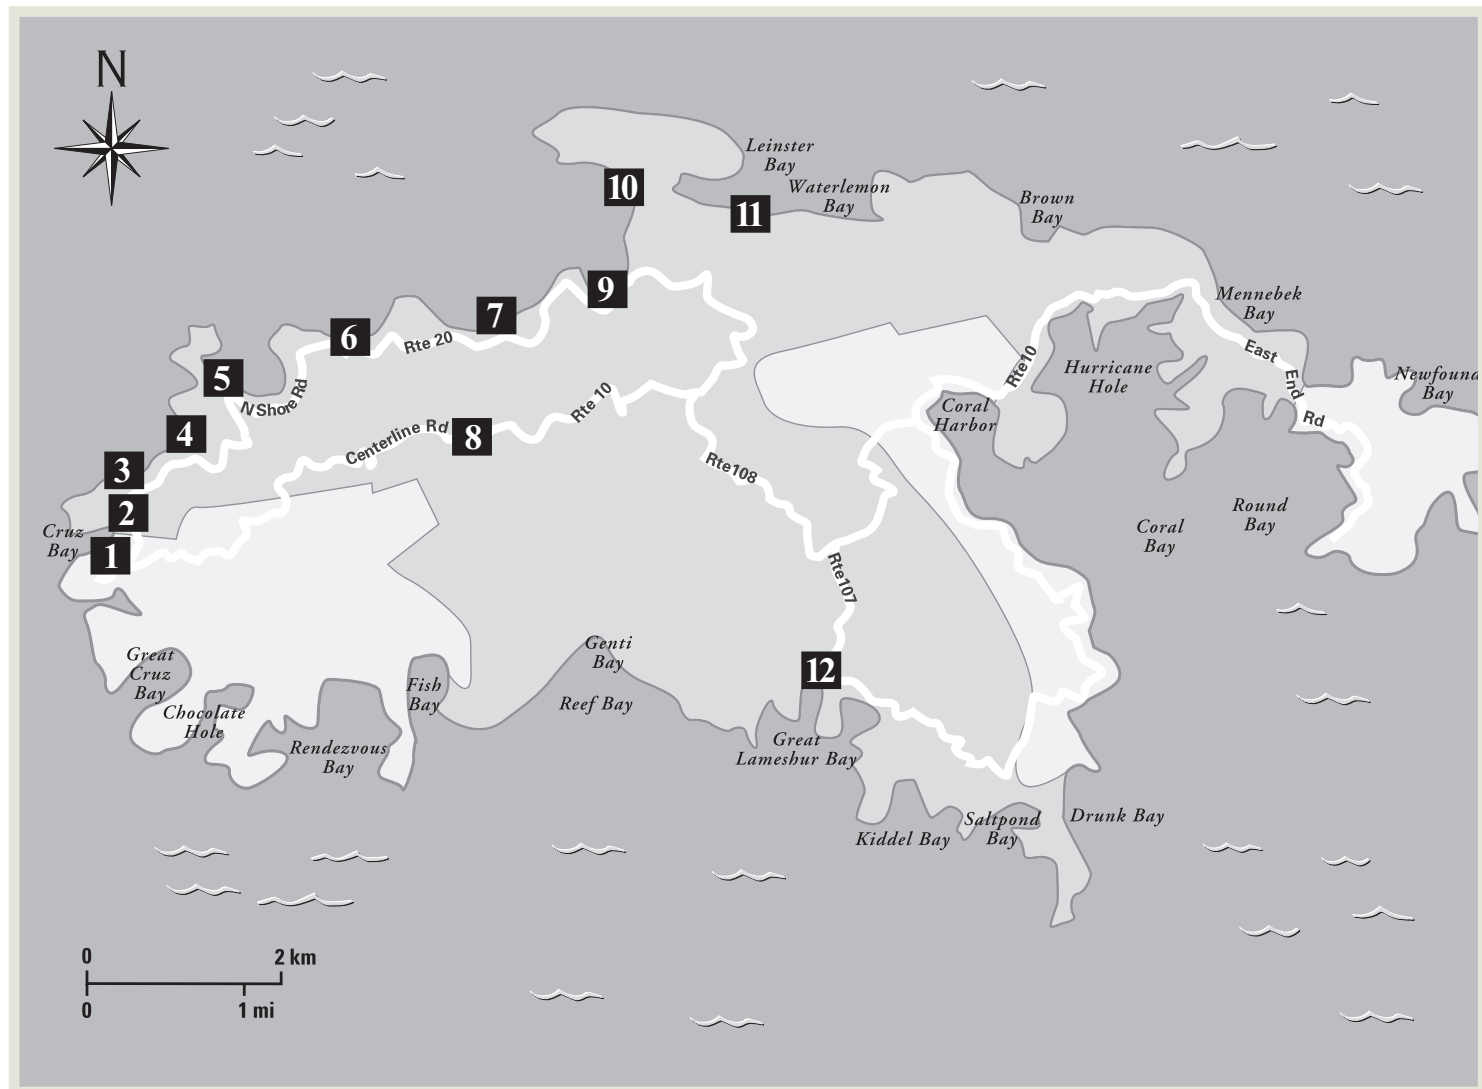 N
Leinster
Bay
10
Waterlemon
Bay
11
Brown
Bay
9
Mennebek
Bay
7
6
Rte 20
East
End
Rd
Rte10
Hurricane
Hole
Newfound
Bay
5
N Shore Rd
Rte 10
Coral
Harbor
4
Centerline Rd
8
3
Rte108
2
Cruz
Bay
1
Round
Bay
Coral
Bay
Rte107
Great
Cruz
Bay
Genti
Bay
12
Fish
Bay
Reef Bay
Chocolate
Hole
Rendezvous
Bay
Great
Lameshur Bay
Kiddel Bay
Saltpond
Bay
Drunk Bay
0
2 km
0
1 mi